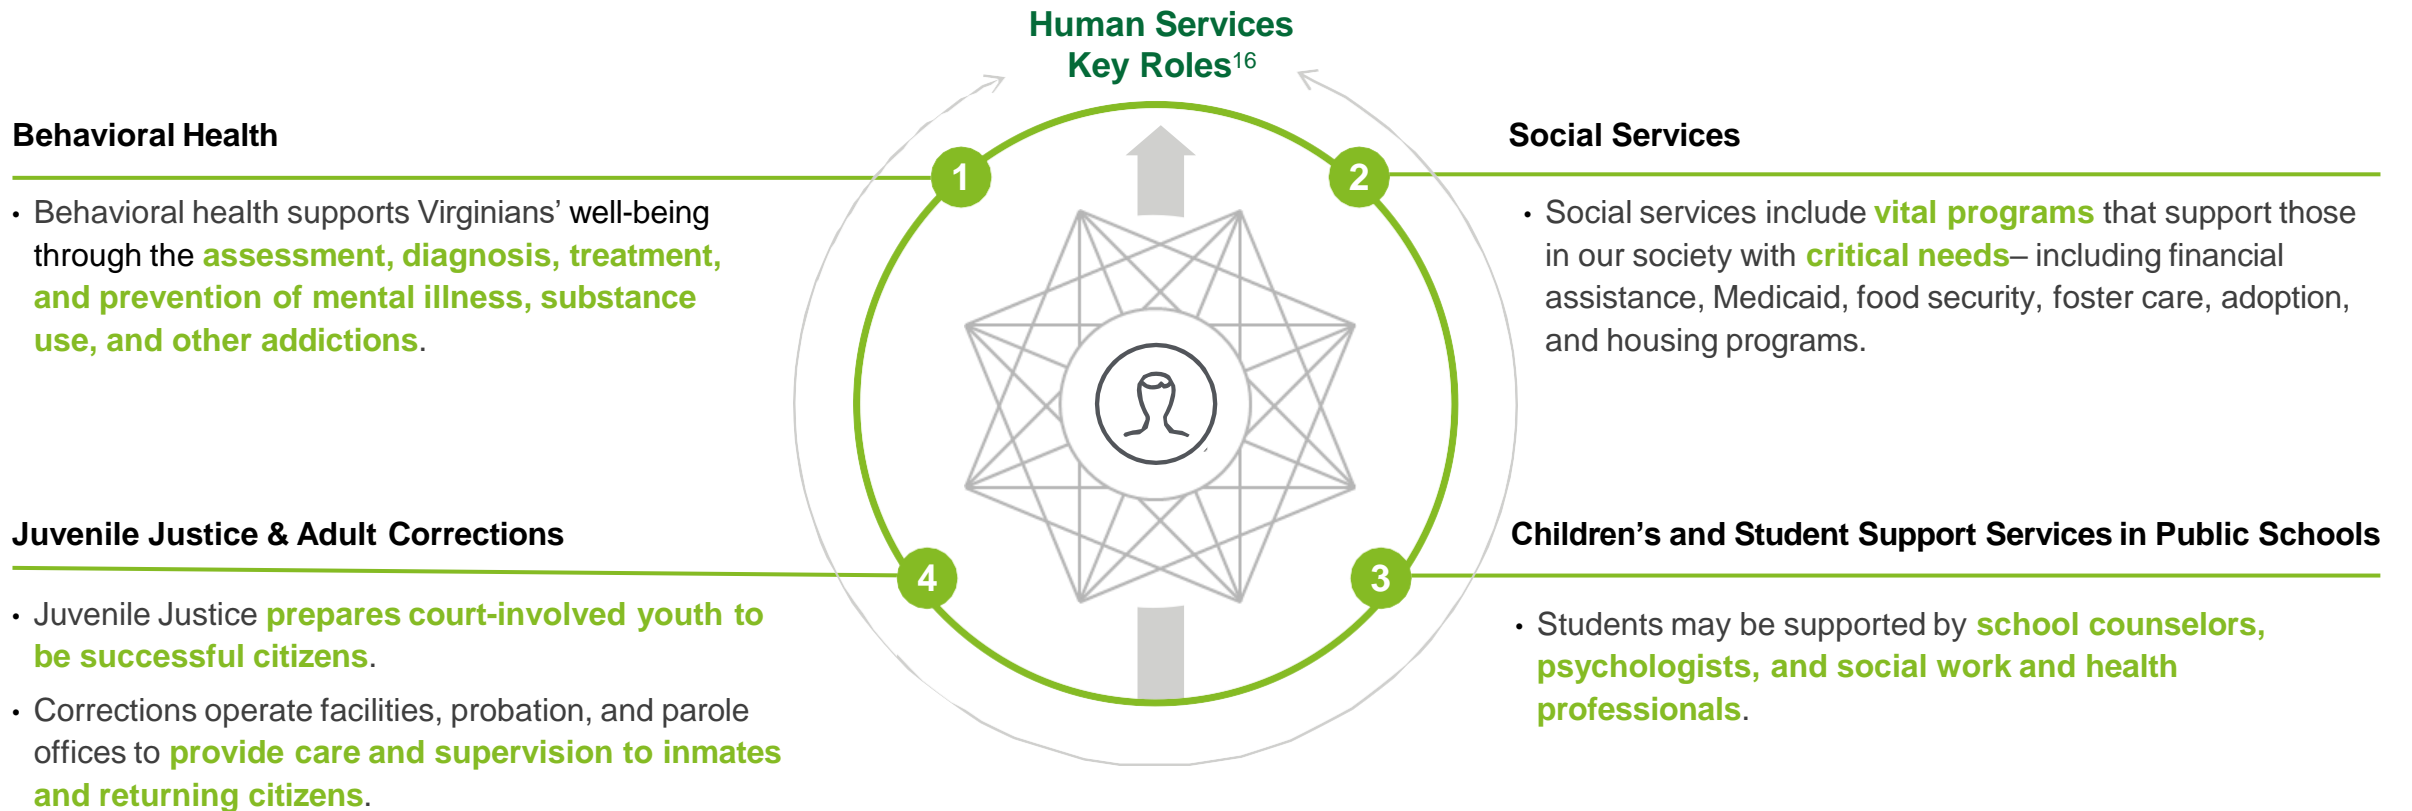 Human Services
Key Roles16
Behavioral Health
1
• Behavioral health supports Virginians’ well-being
through the assessment, diagnosis, treatment,
and prevention of mental illness, substance
use, and other addictions.
2
Social Services
• Social services include vital programs that support those
in our society with critical needs– including financial
assistance, Medicaid, food security, foster care, adoption,
and housing programs.
3
Children’s and Student Support Services in Public Schools
• Students may be supported by school counselors,
psychologists, and social work and health
professionals.
Juvenile Justice & Adult Corrections
4
• Juvenile Justice prepares court-involved youth to
be successful citizens.
• Corrections operate facilities, probation, and parole
offices to provide care and supervision to inmates
and returning citizens.